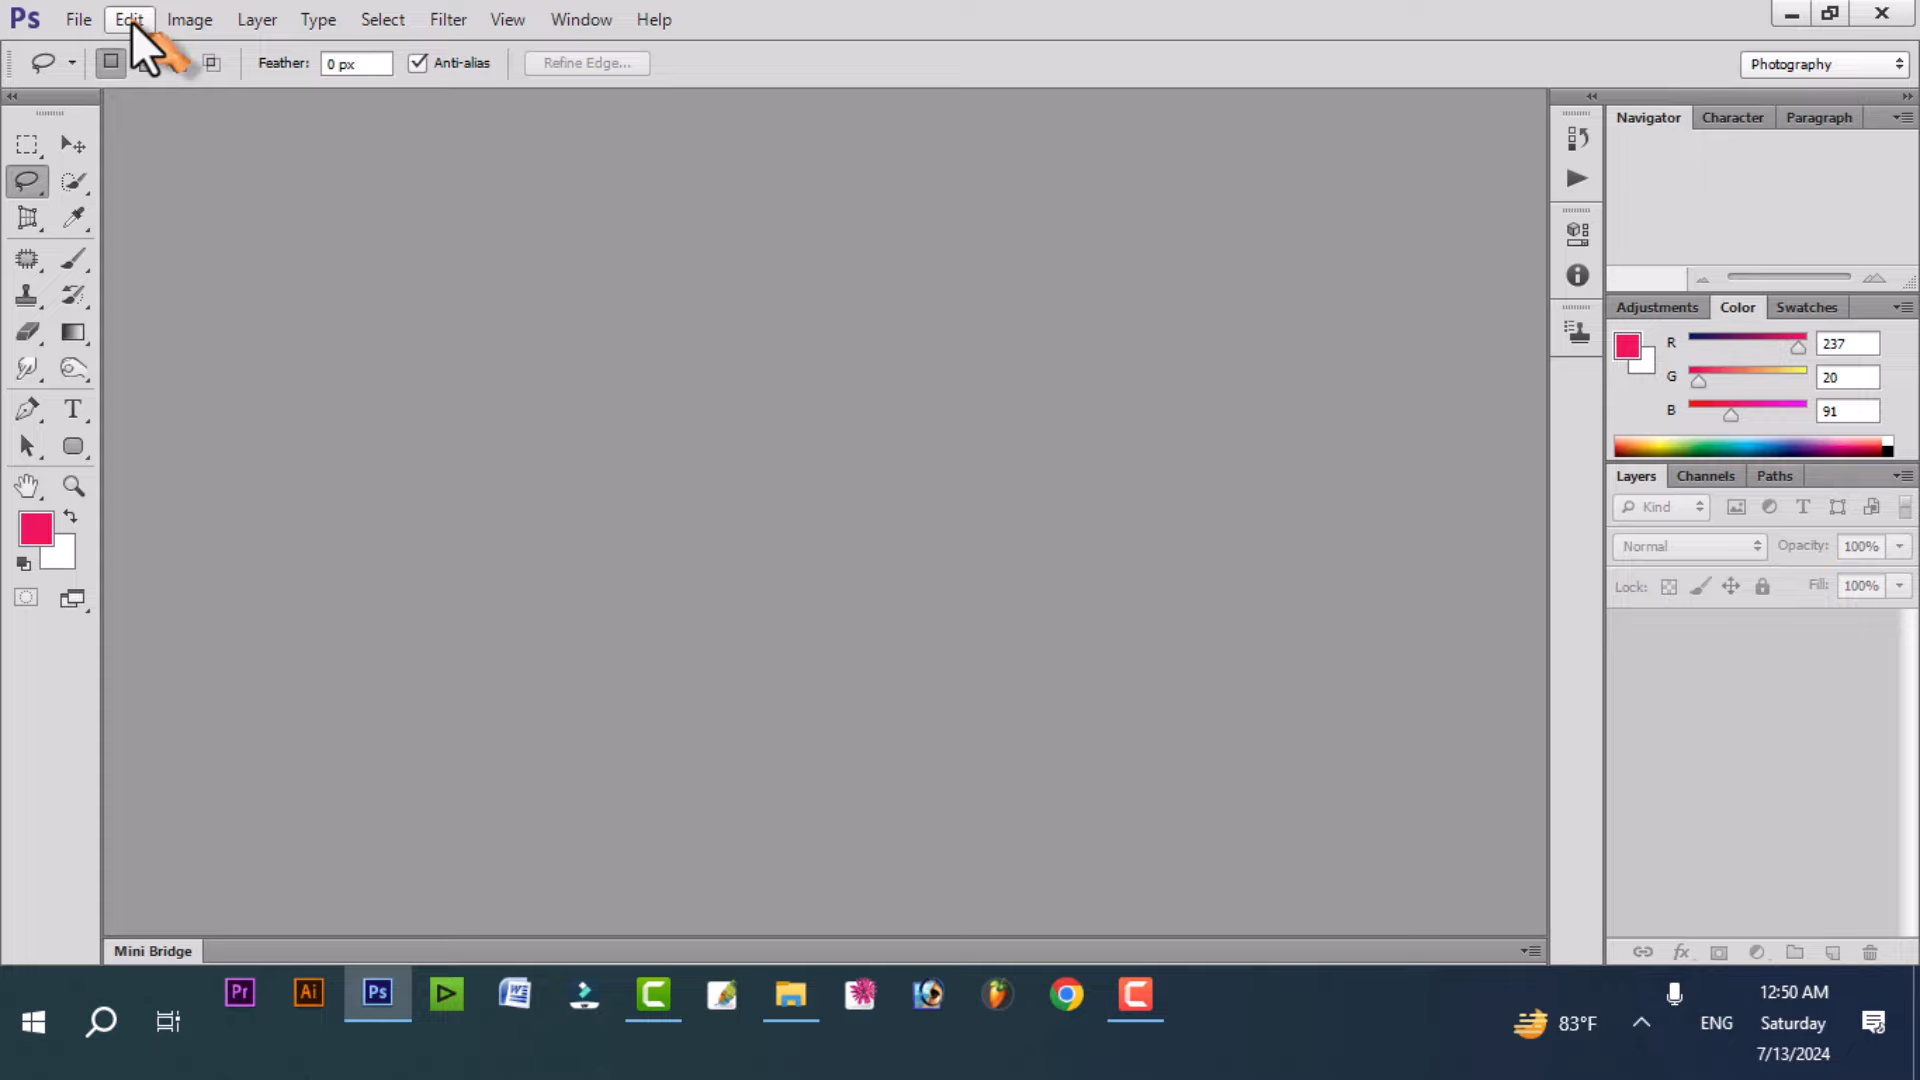 Ps File Edit Image Layer Type Select Filter View Window Help
Feather: 0 px Anti-alias Refine Edge... Photography
Navigator Character Paragraph
Adjustments Color Swatches
R 237
G 20
B 91
T
Layers Channels Paths
Kind T
Normal Opacity: 100%
Lock: Fill: 100%
fx
Mini Bridge
Pr Ai Ps
12:50 AM
83°F ENG Saturday
7/13/2024